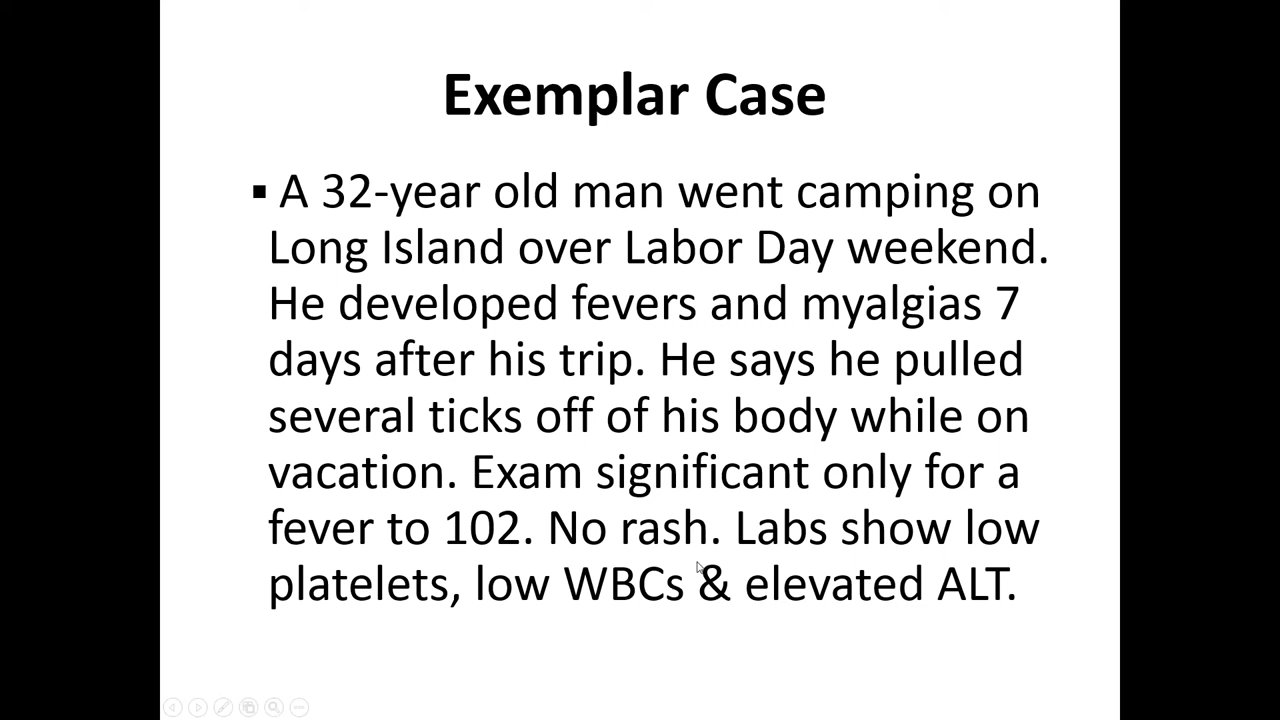 Exemplar Case
▪ A 32-year old man went camping on
Long Island over Labor Day weekend.
He developed fevers and myalgias 7
days after his trip. He says he pulled
several ticks off of his body while on
vacation. Exam significant only for a
fever to 102. No rash. Labs show low
platelets, low WBCs & elevated ALT.